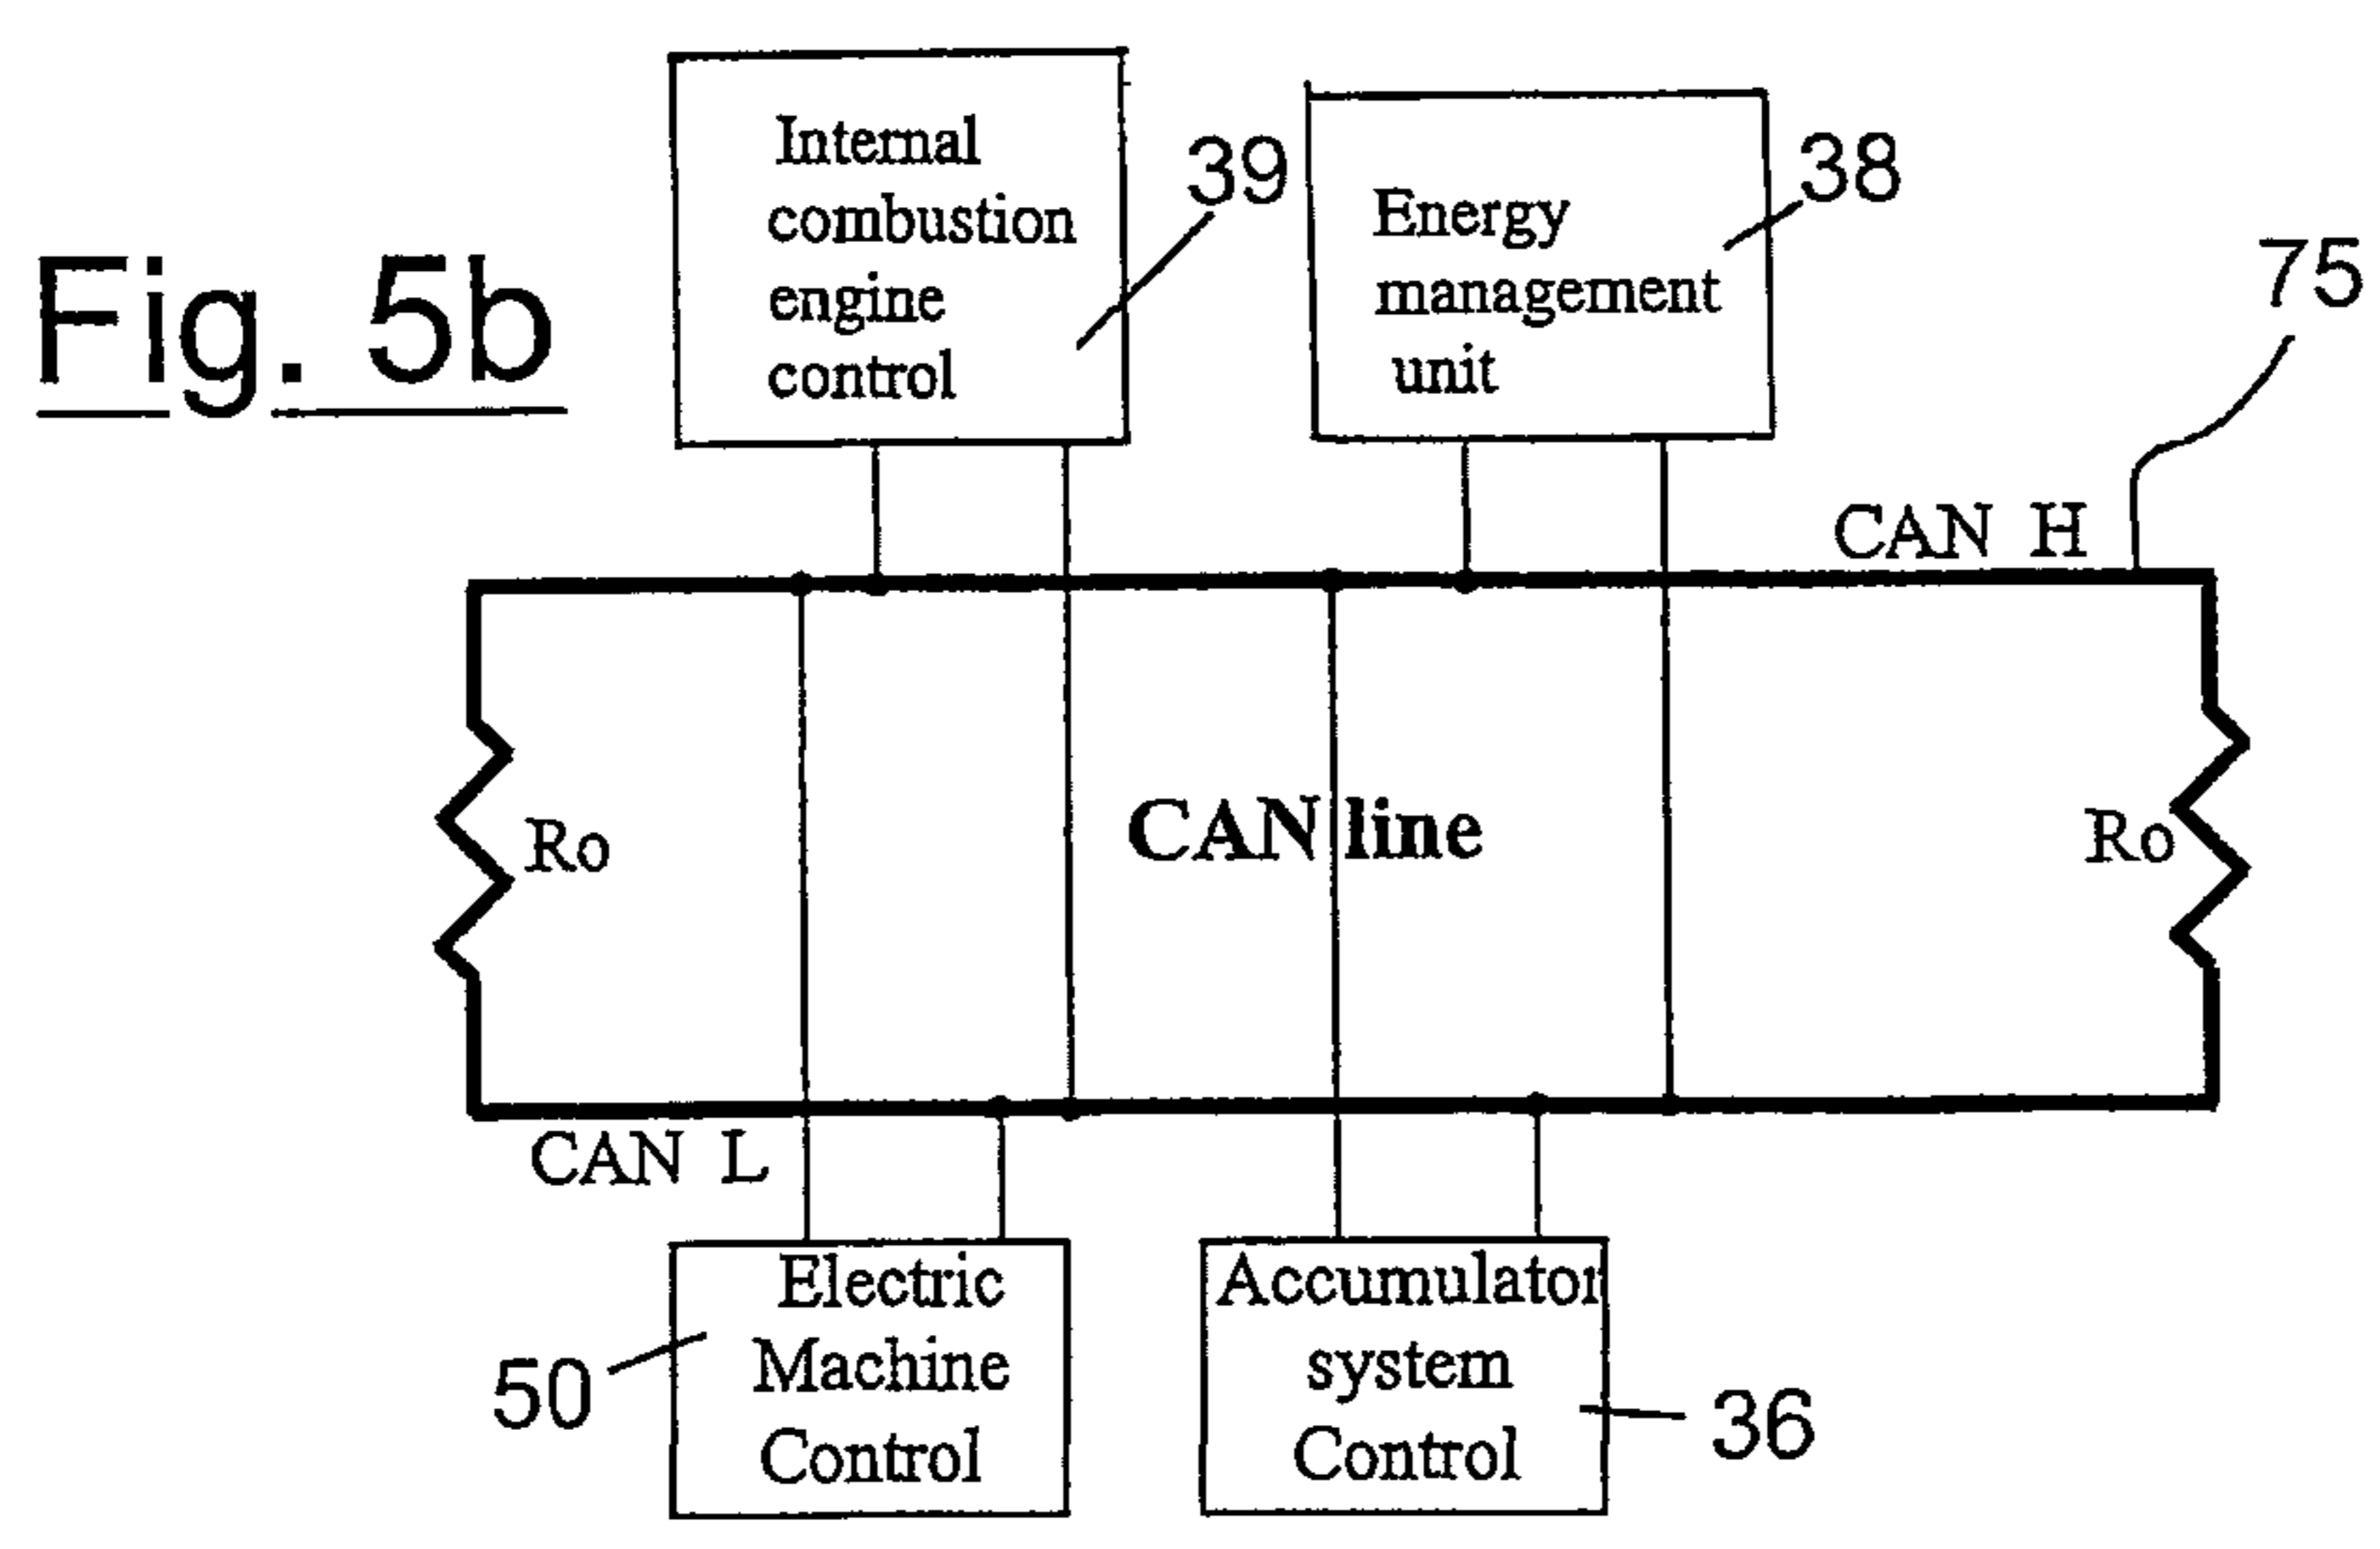 Fig. 5b
Internal
combustion
engine
control
39
Energy
management
unit
38
75
CAN H
Ro
CAN line
Ro
CAN L
Electric
Machine
Control
50
Accumulator
system
Control
36